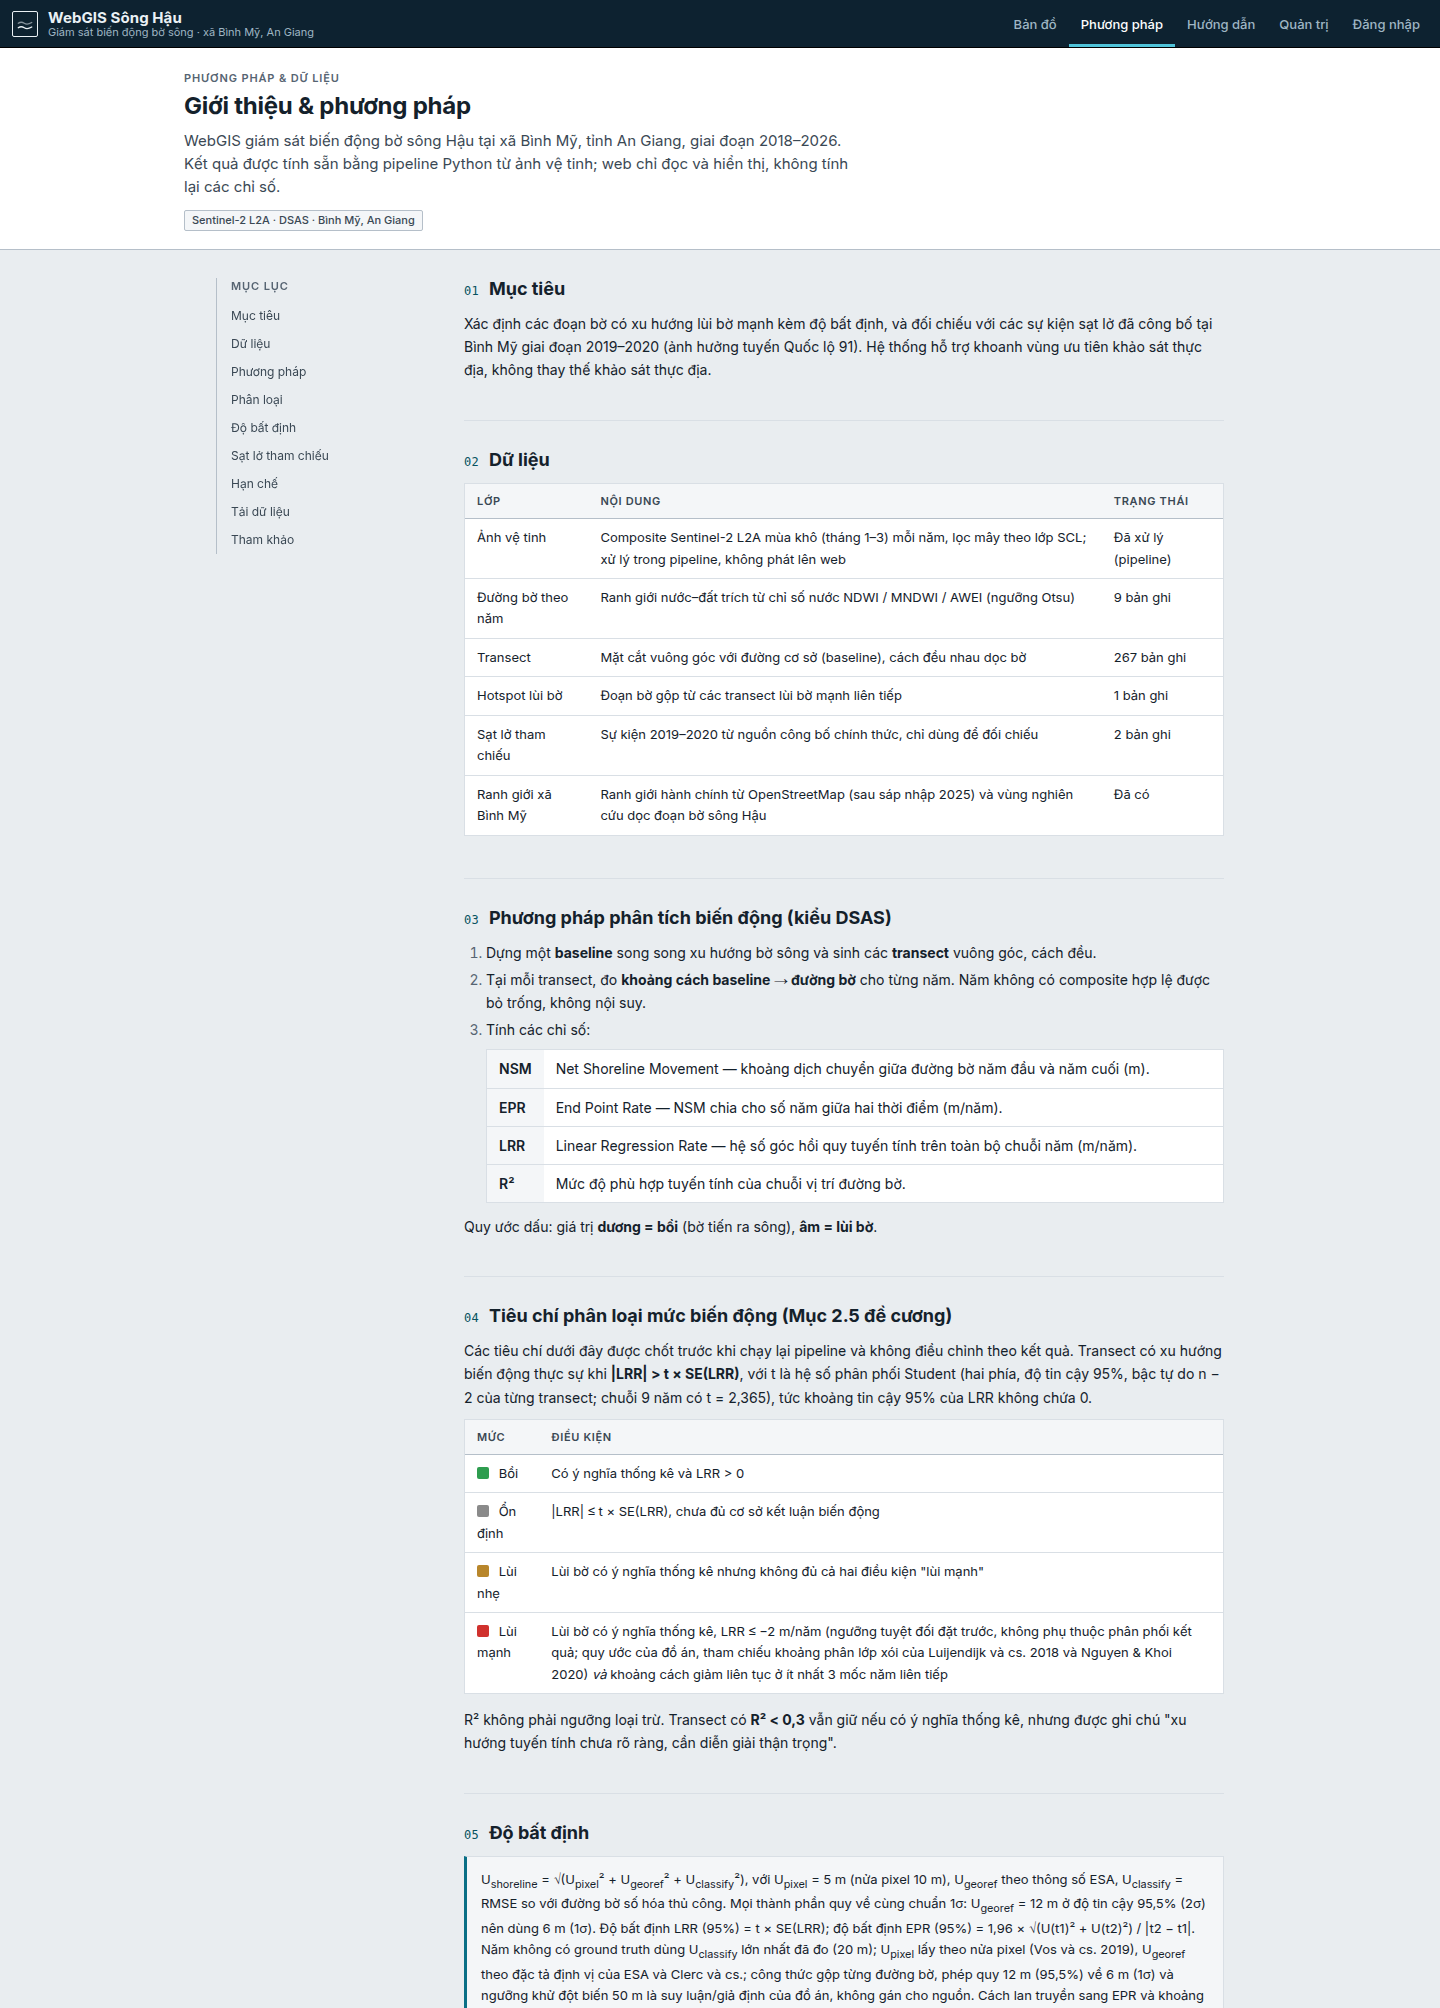 WebGIS Sông Hậu
Giám sát biến động bờ sông · xã Bình Mỹ, An Giang
Bản đồ
Phương pháp
Hướng dẫn
Quản trị
Đăng nhập
PHƯƠNG PHÁP & DỮ LIỆU
Giới thiệu & phương pháp
WebGIS giám sát biến động bờ sông Hậu tại xã Bình Mỹ, tỉnh An Giang, giai đoạn 2018–2026.
Kết quả được tính sẵn bằng pipeline Python từ ảnh vệ tinh; web chỉ đọc và hiển thị, không tính
lại các chỉ số.
Sentinel-2 L2A · DSAS · Bình Mỹ, An Giang
MỤC LỤC
Mục tiêu
Dữ liệu
Phương pháp
Phân loại
Độ bất định
Sạt lở tham chiếu
Hạn chế
Tải dữ liệu
Tham khảo
01 Mục tiêu
Xác định các đoạn bờ có xu hướng lùi bờ mạnh kèm độ bất định, và đối chiếu với các sự kiện sạt lở đã công bố tại
Bình Mỹ giai đoạn 2019–2020 (ảnh hưởng tuyến Quốc lộ 91). Hệ thống hỗ trợ khoanh vùng ưu tiên khảo sát thực
địa, không thay thế khảo sát thực địa.
02 Dữ liệu
LỚP NỘI DUNG TRẠNG THÁI
Ảnh vệ tinh Composite Sentinel-2 L2A mùa khô (tháng 1–3) mỗi năm, lọc mây theo lớp SCL; Đã xử lý
xử lý trong pipeline, không phát lên web (pipeline)
Đường bờ theo Ranh giới nước–đất trích từ chỉ số nước NDWI / MNDWI / AWEI (ngưỡng Otsu) 9 bản ghi
năm
Transect Mặt cắt vuông góc với đường cơ sở (baseline), cách đều nhau dọc bờ 267 bản ghi
Hotspot lùi bờ Đoạn bờ gộp từ các transect lùi bờ mạnh liên tiếp 1 bản ghi
Sạt lở tham Sự kiện 2019–2020 từ nguồn công bố chính thức, chỉ dùng để đối chiếu 2 bản ghi
chiếu
Ranh giới xã Ranh giới hành chính từ OpenStreetMap (sau sáp nhập 2025) và vùng nghiên Đã có
Bình Mỹ cứu dọc đoạn bờ sông Hậu
03 Phương pháp phân tích biến động (kiểu DSAS)
1. Dựng một baseline song song xu hướng bờ sông và sinh các transect vuông góc, cách đều.
2. Tại mỗi transect, đo khoảng cách baseline → đường bờ cho từng năm. Năm không có composite hợp lệ được
bỏ trống, không nội suy.
3. Tính các chỉ số:
NSM Net Shoreline Movement — khoảng dịch chuyển giữa đường bờ năm đầu và năm cuối (m).
EPR End Point Rate — NSM chia cho số năm giữa hai thời điểm (m/năm).
LRR Linear Regression Rate — hệ số góc hồi quy tuyến tính trên toàn bộ chuỗi năm (m/năm).
R² Mức độ phù hợp tuyến tính của chuỗi vị trí đường bờ.
Quy ước dấu: giá trị dương = bồi (bờ tiến ra sông), âm = lùi bờ.
04 Tiêu chí phân loại mức biến động (Mục 2.5 đề cương)
Các tiêu chí dưới đây được chốt trước khi chạy lại pipeline và không điều chỉnh theo kết quả. Transect có xu hướng
biến động thực sự khi |LRR| > t × SE(LRR), với t là hệ số phân phối Student (hai phía, độ tin cậy 95%, bậc tự do n −
2 của từng transect; chuỗi 9 năm có t = 2,365), tức khoảng tin cậy 95% của LRR không chứa 0.
MỨC ĐIỀU KIỆN
Bồi Có ý nghĩa thống kê và LRR > 0
Ổn |LRR| ≤ t × SE(LRR), chưa đủ cơ sở kết luận biến động
định
Lùi Lùi bờ có ý nghĩa thống kê nhưng không đủ cả hai điều kiện "lùi mạnh"
nhẹ
Lùi Lùi bờ có ý nghĩa thống kê, LRR ≤ −2 m/năm (ngưỡng tuyệt đối đặt trước, không phụ thuộc phân phối kết
mạnh quả; quy ước của đồ án, tham chiếu khoảng phân lớp xói của Luijendijk và cs. 2018 và Nguyen & Khoi
2020) và khoảng cách giảm liên tục ở ít nhất 3 mốc năm liên tiếp
R² không phải ngưỡng loại trừ. Transect có R² < 0,3 vẫn giữ nếu có ý nghĩa thống kê, nhưng được ghi chú "xu
hướng tuyến tính chưa rõ ràng, cần diễn giải thận trọng".
05 Độ bất định
Ushoreline = √(Upixel² + Ugeoref² + Uclassify²), với Upixel = 5 m (nửa pixel 10 m), Ugeoref theo thông số ESA, Uclassify =
RMSE so với đường bờ số hóa thủ công. Mọi thành phần quy về cùng chuẩn 1σ: Ugeoref = 12 m ở độ tin cậy 95,5% (2σ)
nên dùng 6 m (1σ). Độ bất định LRR (95%) = t × SE(LRR); độ bất định EPR (95%) = 1,96 × √(U(t1)² + U(t2)²) / |t2 − t1|.
Năm không có ground truth dùng Uclassify lớn nhất đã đo (20 m); Upixel lấy theo nửa pixel (Vos và cs. 2019), Ugeoref
theo đặc tả định vị của ESA và Clerc và cs.; công thức gộp từng đường bờ, phép quy 12 m (95,5%) về 6 m (1σ) và
ngưỡng khử đột biến 50 m là suy luận/giả định của đồ án, không gán cho nguồn. Cách lan truyền sang EPR và khoảng